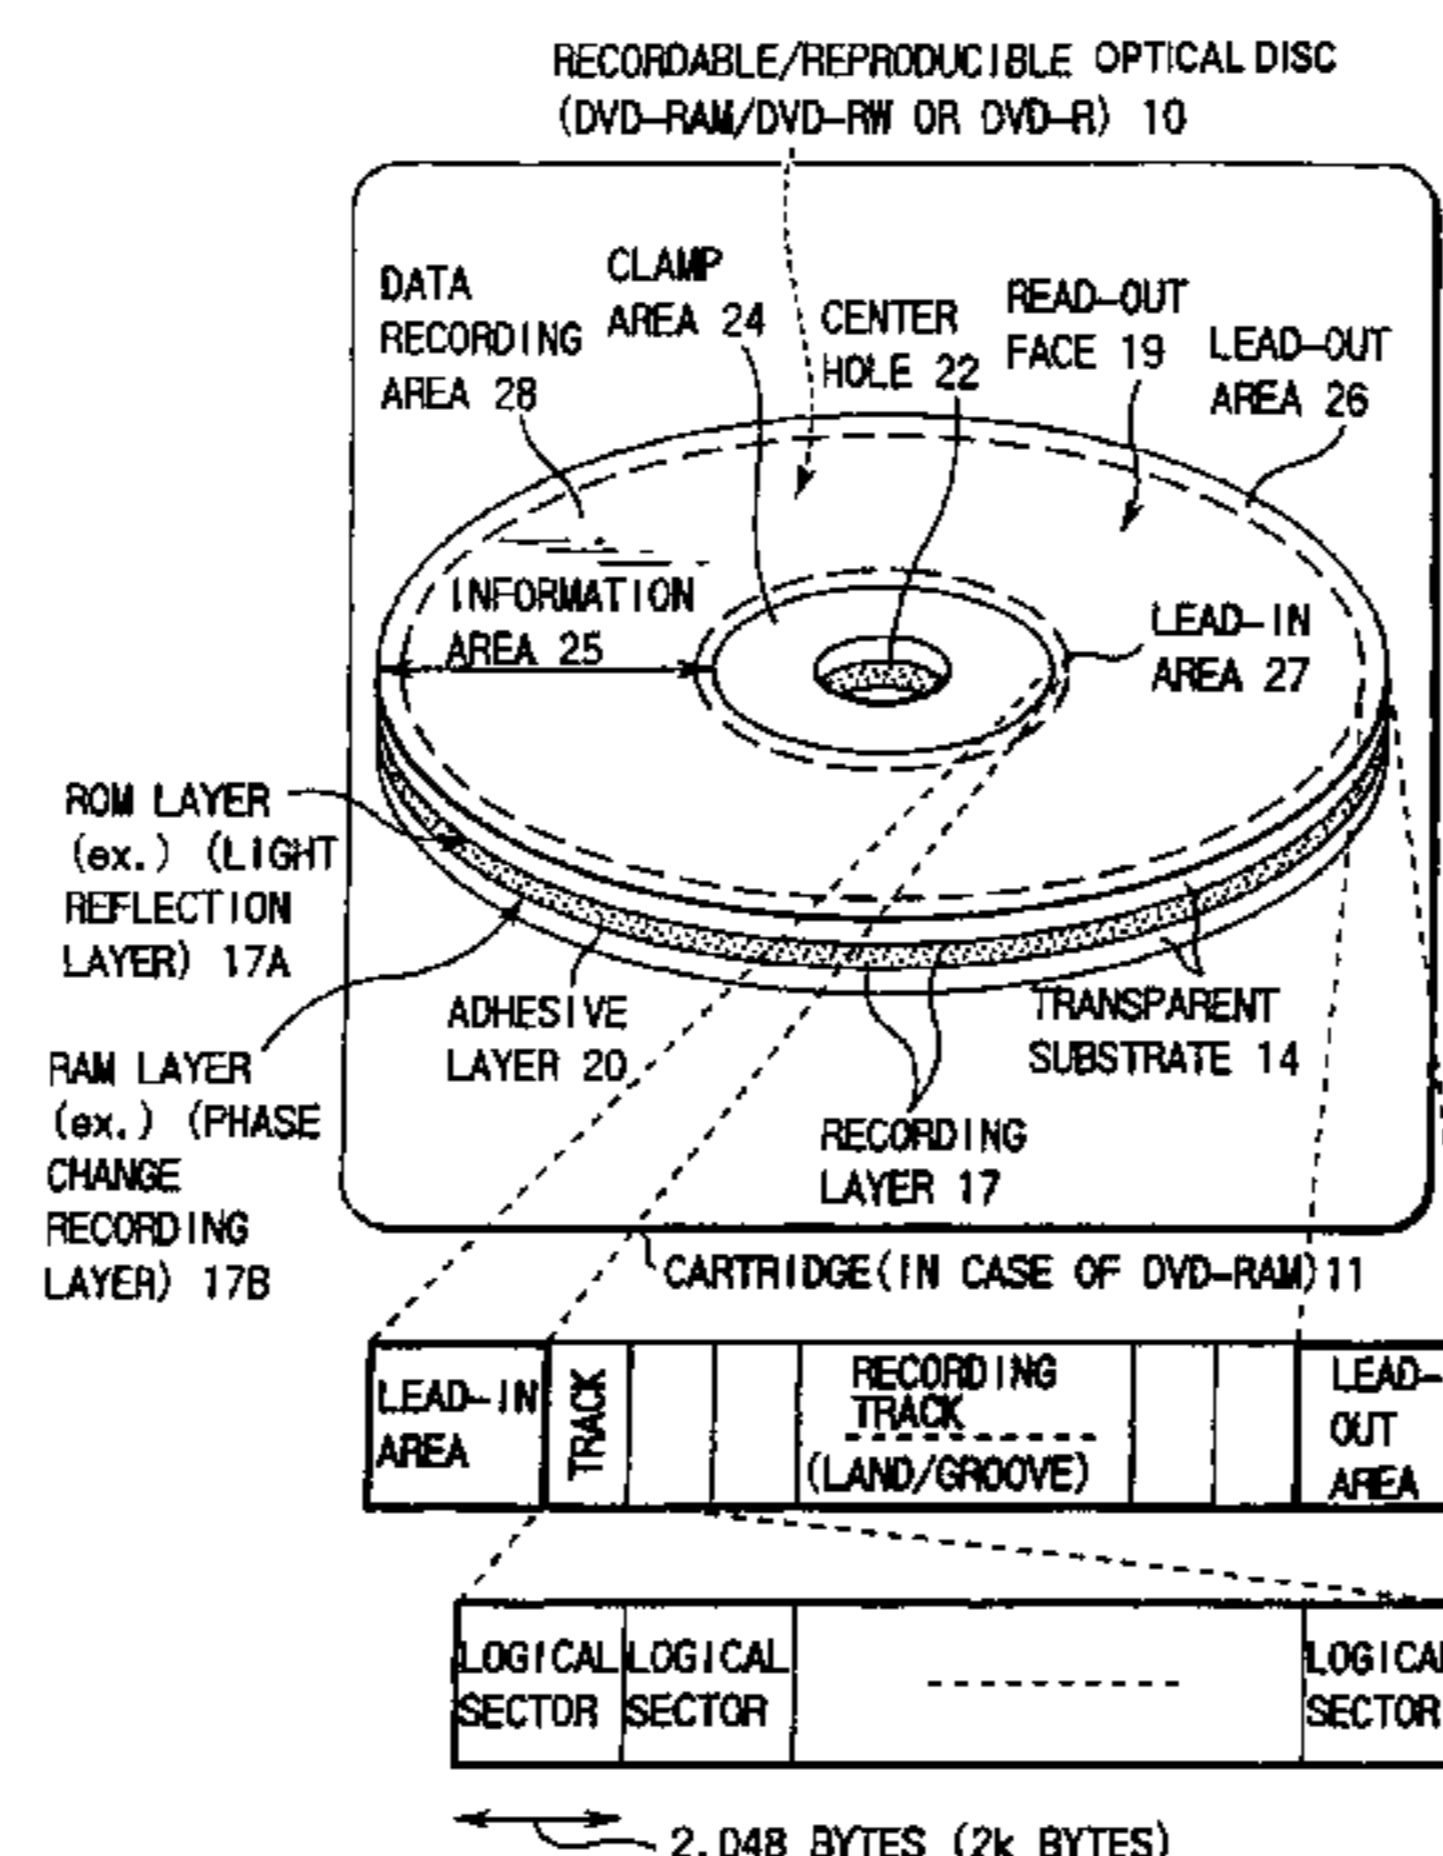 RECORDABLE/REPRODUCIBLE OPTICAL DISC
(DVD-RAM/DVD-RW OR DVD-R) 10
DATA
RECORDING
AREA 28
CLAMP
AREA 24
CENTER
HOLE 22
READ-OUT
FACE 19
LEAD-OUT
AREA 26
INFORMATION
AREA 25
LEAD-IN
AREA 27
ROM LAYER
(ex.) (LIGHT
REFLECTION
LAYER) 17A
ADHESIVE
LAYER 20
TRANSPARENT
SUBSTRATE 14
RAM LAYER
(ex.) (PHASE
CHANGE
RECORDING
LAYER) 17B
RECORDING
LAYER 17
CARTRIDGE(IN CASE OF DVD-RAM)11
LEAD-IN
AREA
TRACK
RECORDING
TRACK
(LAND/GROOVE)
LEAD-
OUT
AREA
LOGICAL
SECTOR
LOGICAL
SECTOR
LOGICAL
SECTOR
2,048 BYTES (2k BYTES)